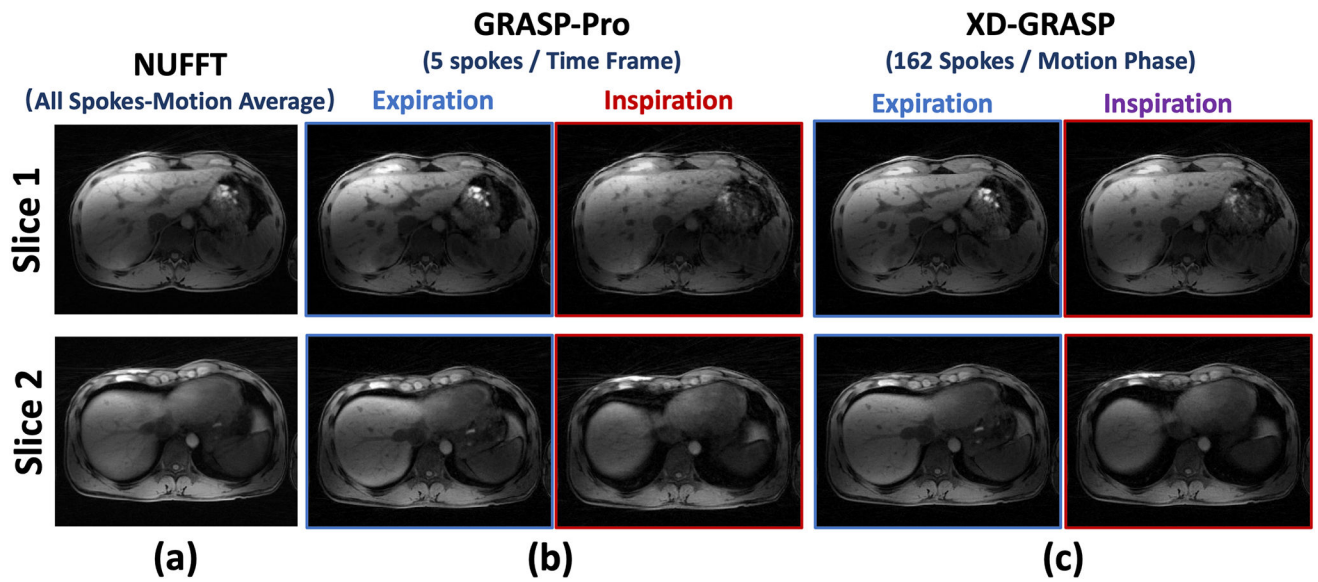 GRASP-Pro
XD-GRASP
NUFFT
(5 spokes / Time Frame)
(162 Spokes / Motion Phase)
(All Spokes-Motion Average)
Expiration
Inspiration
Expiration
Inspiration
Slice 1
Slice 2
(a)
(b)
(c)